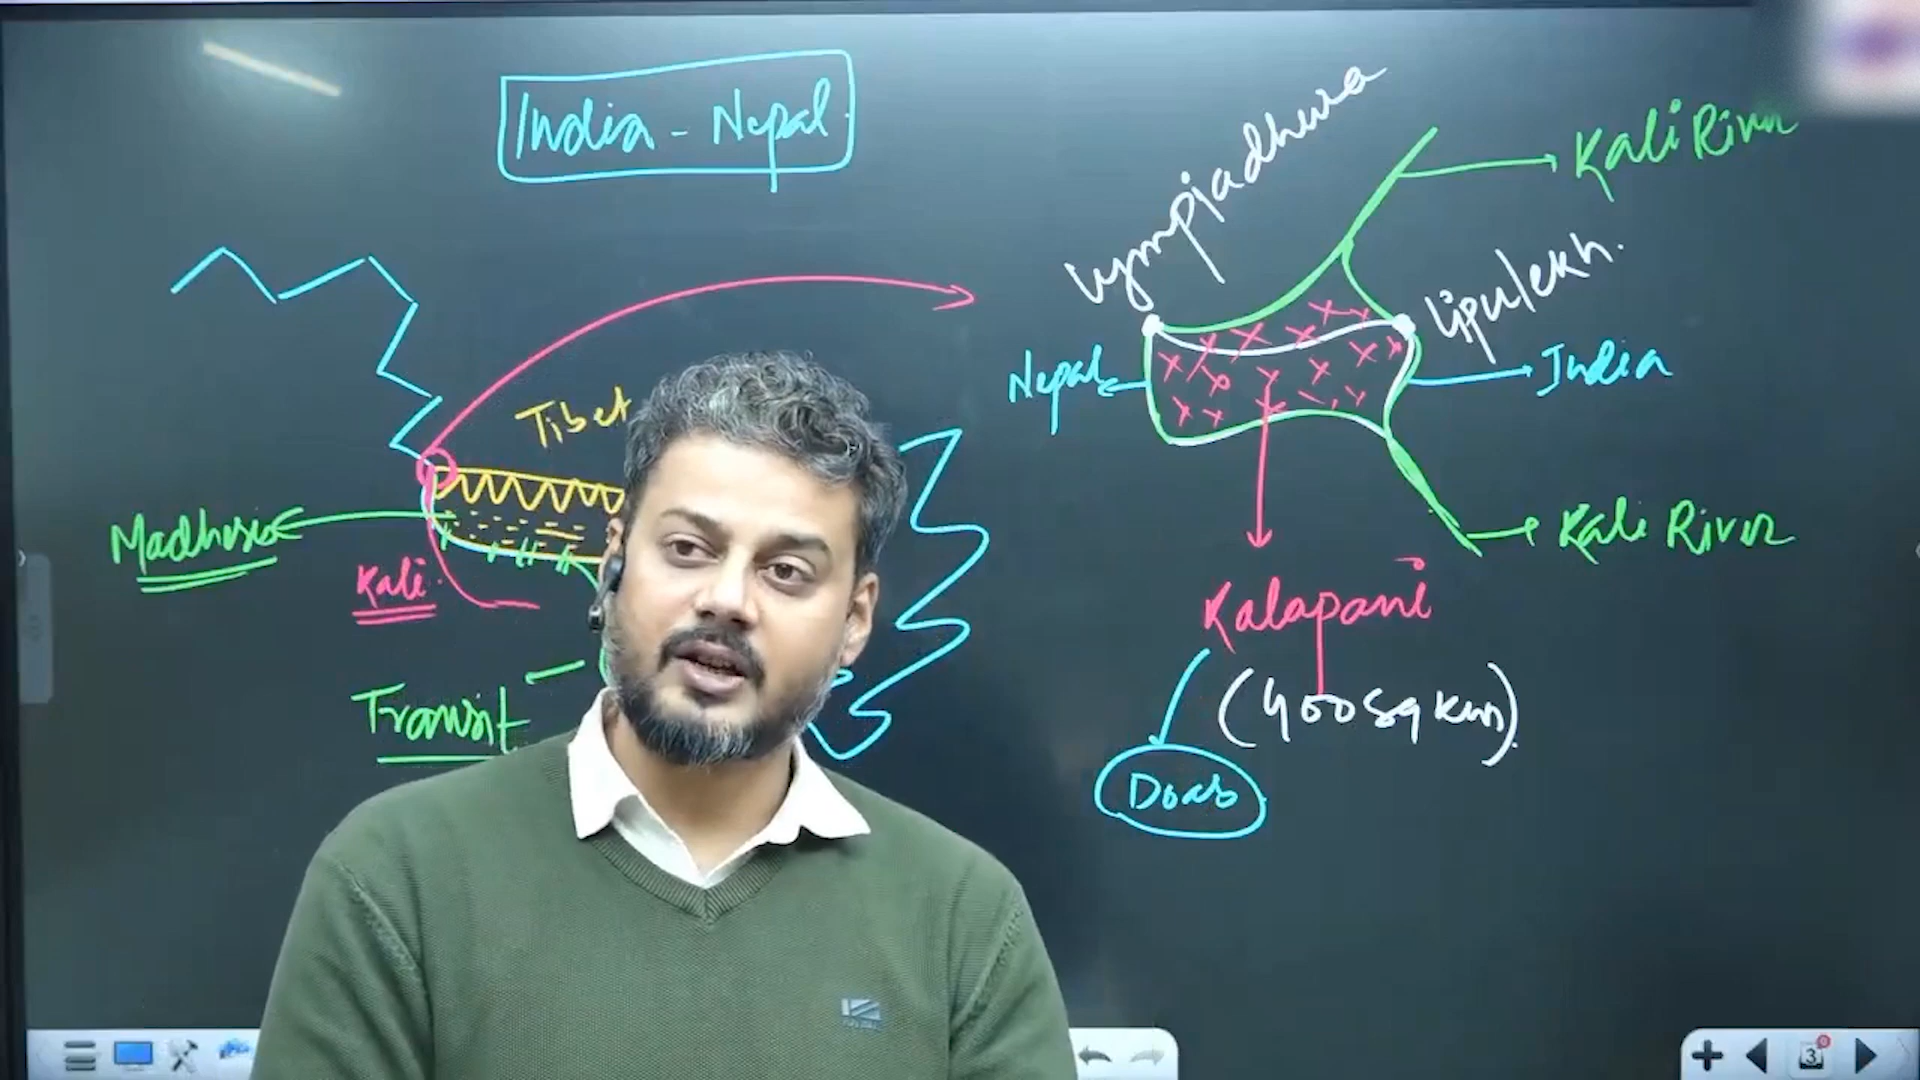 India - Nepal
Lympiadhura
Kali River
Lipulekh.
Nepal
India
Tibet
Madhesi
Kali
Kali River
Kalapani
(400 sq km).
Transit
Doab
3